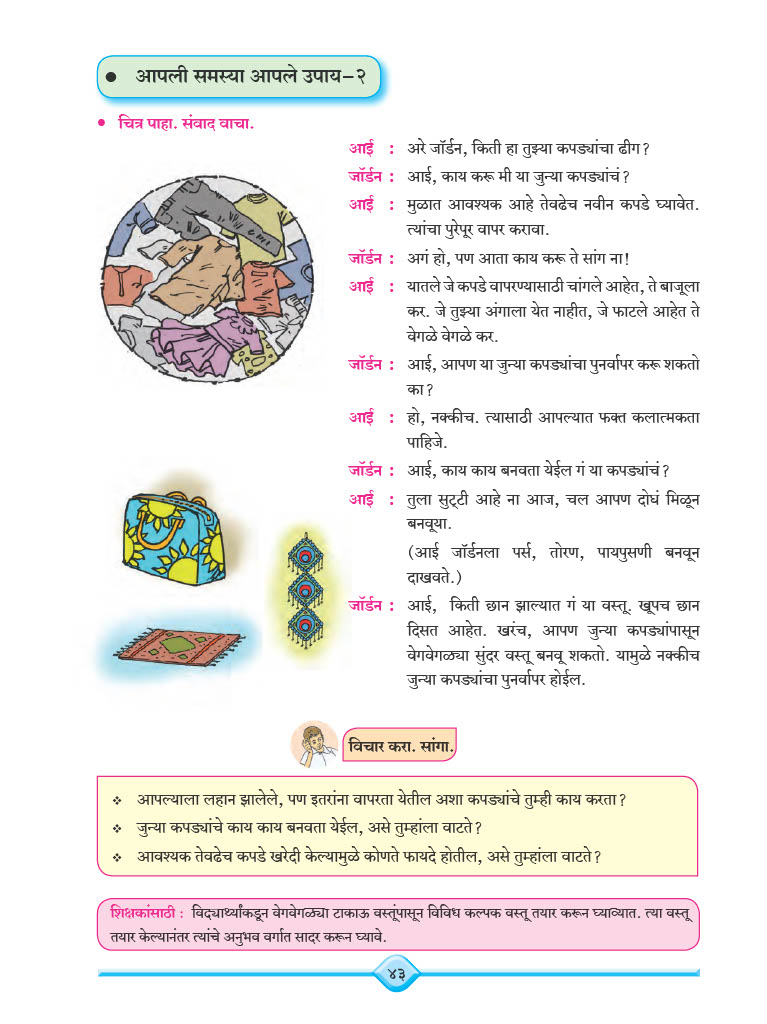 ● आपली समस्या आपले उपाय–२
● चित्र पाहा. संवाद वाचा.
आई : अरे जॉर्डन, किती हा तुझ्या कपड्यांचा ढीग?
जॉर्डन : आई, काय करू मी या जुन्या कपड्यांचं?
आई : मुळात आवश्यक आहे तेवढेच नवीन कपडे घ्यावेत.
त्यांचा पुरेपूर वापर करावा.
जॉर्डन : अगं हो, पण आता काय करू ते सांग ना!
आई : यातले जे कपडे वापरण्यासाठी चांगले आहेत, ते बाजूला
कर. जे तुझ्या अंगाला येत नाहीत, जे फाटले आहेत ते
वेगळे वेगळे कर.
जॉर्डन : आई, आपण या जुन्या कपड्यांचा पुनर्वापर करू शकतो
का?
आई : हो, नक्कीच. त्यासाठी आपल्यात फक्त कलात्मकता
पाहिजे.
जॉर्डन : आई, काय काय बनवता येईल गं या कपड्यांचं?
आई : तुला सुट्टी आहे ना आज, चल आपण दोघं मिळून
बनवूया.
(आई जॉर्डनला पर्स, तोरण, पायपुसणी बनवून
दाखवते.)
जॉर्डन : आई, किती छान झाल्यात गं या वस्तू. खूपच छान
दिसत आहेत. खरंच, आपण जुन्या कपड्यांपासून
वेगवेगळ्या सुंदर वस्तू बनवू शकतो. यामुळे नक्कीच
जुन्या कपड्यांचा पुनर्वापर होईल.
विचार करा. सांगा.
❖ आपल्याला लहान झालेले, पण इतरांना वापरता येतील अशा कपड्यांचे तुम्ही काय करता?
❖ जुन्या कपड्यांचे काय काय बनवता येईल, असे तुम्हांला वाटते?
❖ आवश्यक तेवढेच कपडे खरेदी केल्यामुळे कोणते फायदे होतील, असे तुम्हांला वाटते?
शिक्षकांसाठी : विद्यार्थ्यांकडून वेगवेगळ्या टाकाऊ वस्तूंपासून विविध कल्पक वस्तू तयार करून घ्याव्यात. त्या वस्तू
तयार केल्यानंतर त्यांचे अनुभव वर्गात सादर करून घ्यावे.
४३